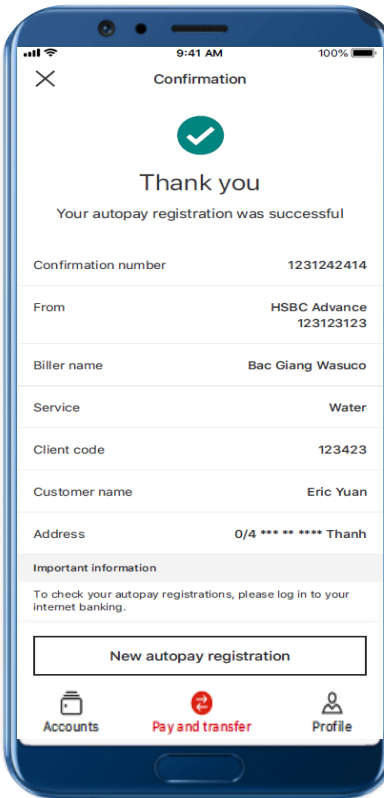 9:41 AM 100%
Confirmation
Thank you
Your autopay registration was successful
Confirmation number 1231242414
From HSBC Advance
123123123
Biller name Bac Giang Wasuco
Service Water
Client code 123423
Customer name Eric Yuan
Address 0/4 *** ** **** Thanh
Important information
To check your autopay registrations, please log in to your
internet banking.
New autopay registration
Accounts Pay and transfer Profile